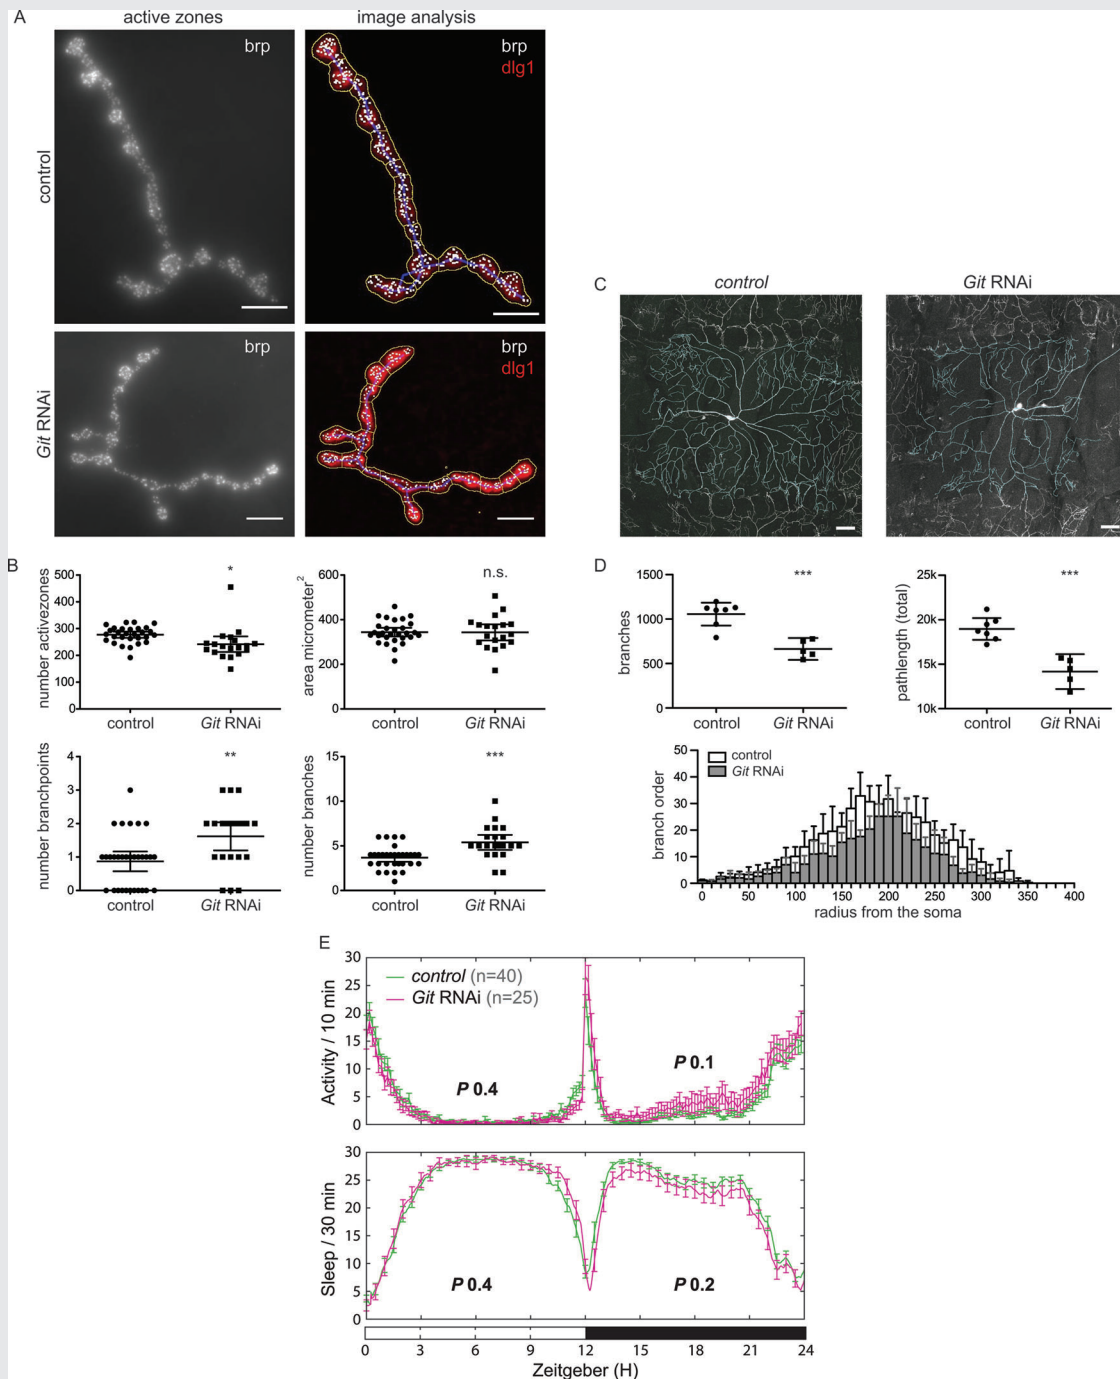 A
active zones
image analysis
control
brp
brp
dlg1
Git RNAi
brp
brp
dlg1
C
control
Git RNAi
B
number activezones
500
400
300
200
100
0
*
control
Git RNAi
area micrometer²
600
400
200
0
n.s.
control
Git RNAi
number branchpoints
4
3
2
1
0
**
control
Git RNAi
number branches
15
10
5
0
***
control
Git RNAi
D
branches
1500
1000
500
0
***
control
Git RNAi
pathlength (total)
25k
20k
15k
10k
***
control
Git RNAi
branch order
50
40
30
20
10
0
control
Git RNAi
0 50 100 150 200 250 300 350 400
radius from the soma
E
Activity / 10 min
30
25
20
15
10
5
0
control (n=40)
Git RNAi (n=25)
P 0.4
P 0.1
Sleep / 30 min
30
25
20
15
10
5
0
P 0.4
P 0.2
0 3 6 9 12 15 18 21 24
Zeitgeber (H)